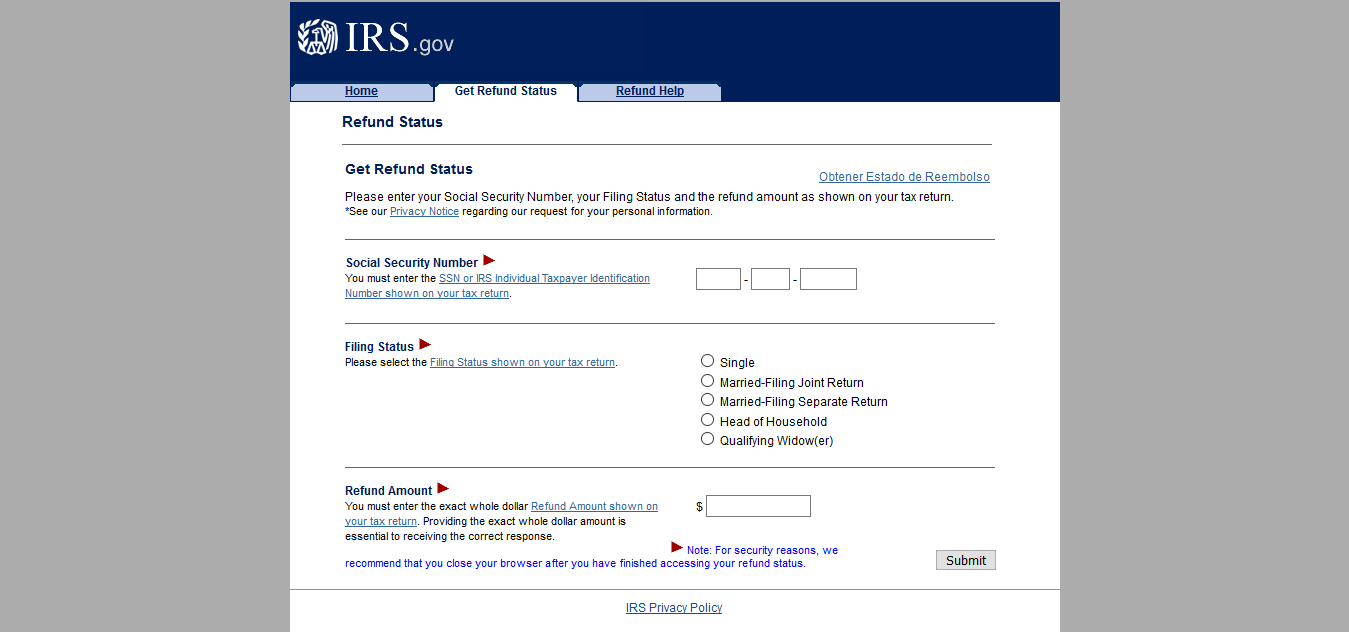 IRS.gov
Home
Get Refund Status
Refund Help
Refund Status
Get Refund Status
Obtener Estado de Reembolso
Please enter your Social Security Number, your Filing Status and the refund amount as shown on your tax return.
*See our Privacy Notice regarding our request for your personal information.
Social Security Number
You must enter the SSN or IRS Individual Taxpayer Identification
Number shown on your tax return.
- -
Filing Status
Please select the Filing Status shown on your tax return.
Single
Married-Filing Joint Return
Married-Filing Separate Return
Head of Household
Qualifying Widow(er)
Refund Amount
You must enter the exact whole dollar Refund Amount shown on
your tax return. Providing the exact whole dollar amount is
essential to receiving the correct response.
$
Note: For security reasons, we
recommend that you close your browser after you have finished accessing your refund status.
Submit
IRS Privacy Policy